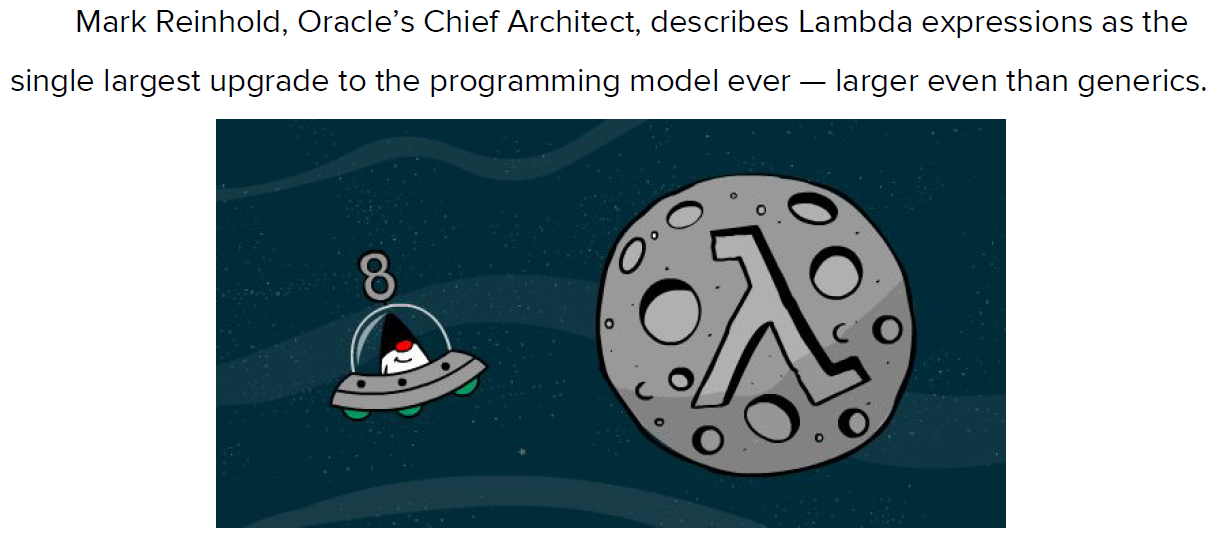 Mark Reinhold, Oracle’s Chief Architect, describes Lambda expressions as the
single largest upgrade to the programming model ever — larger even than generics.
8
λ